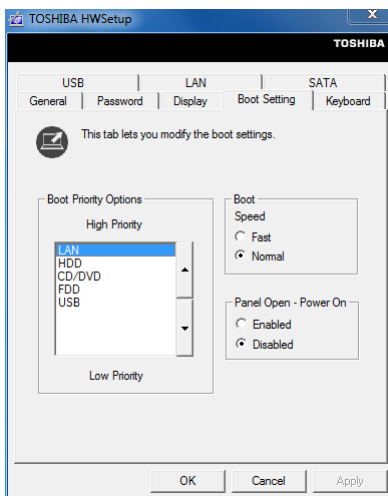 TOSHIBA HWSetup
TOSHIBA
USB LAN SATA
General Password Display Boot Setting Keyboard
This tab lets you modify the boot settings.
Boot Priority Options
High Priority
LAN
HDD
CD/DVD
FDD
USB
Low Priority
Boot
Speed
Fast
Normal
Panel Open - Power On
Enabled
Disabled
OK Cancel Apply